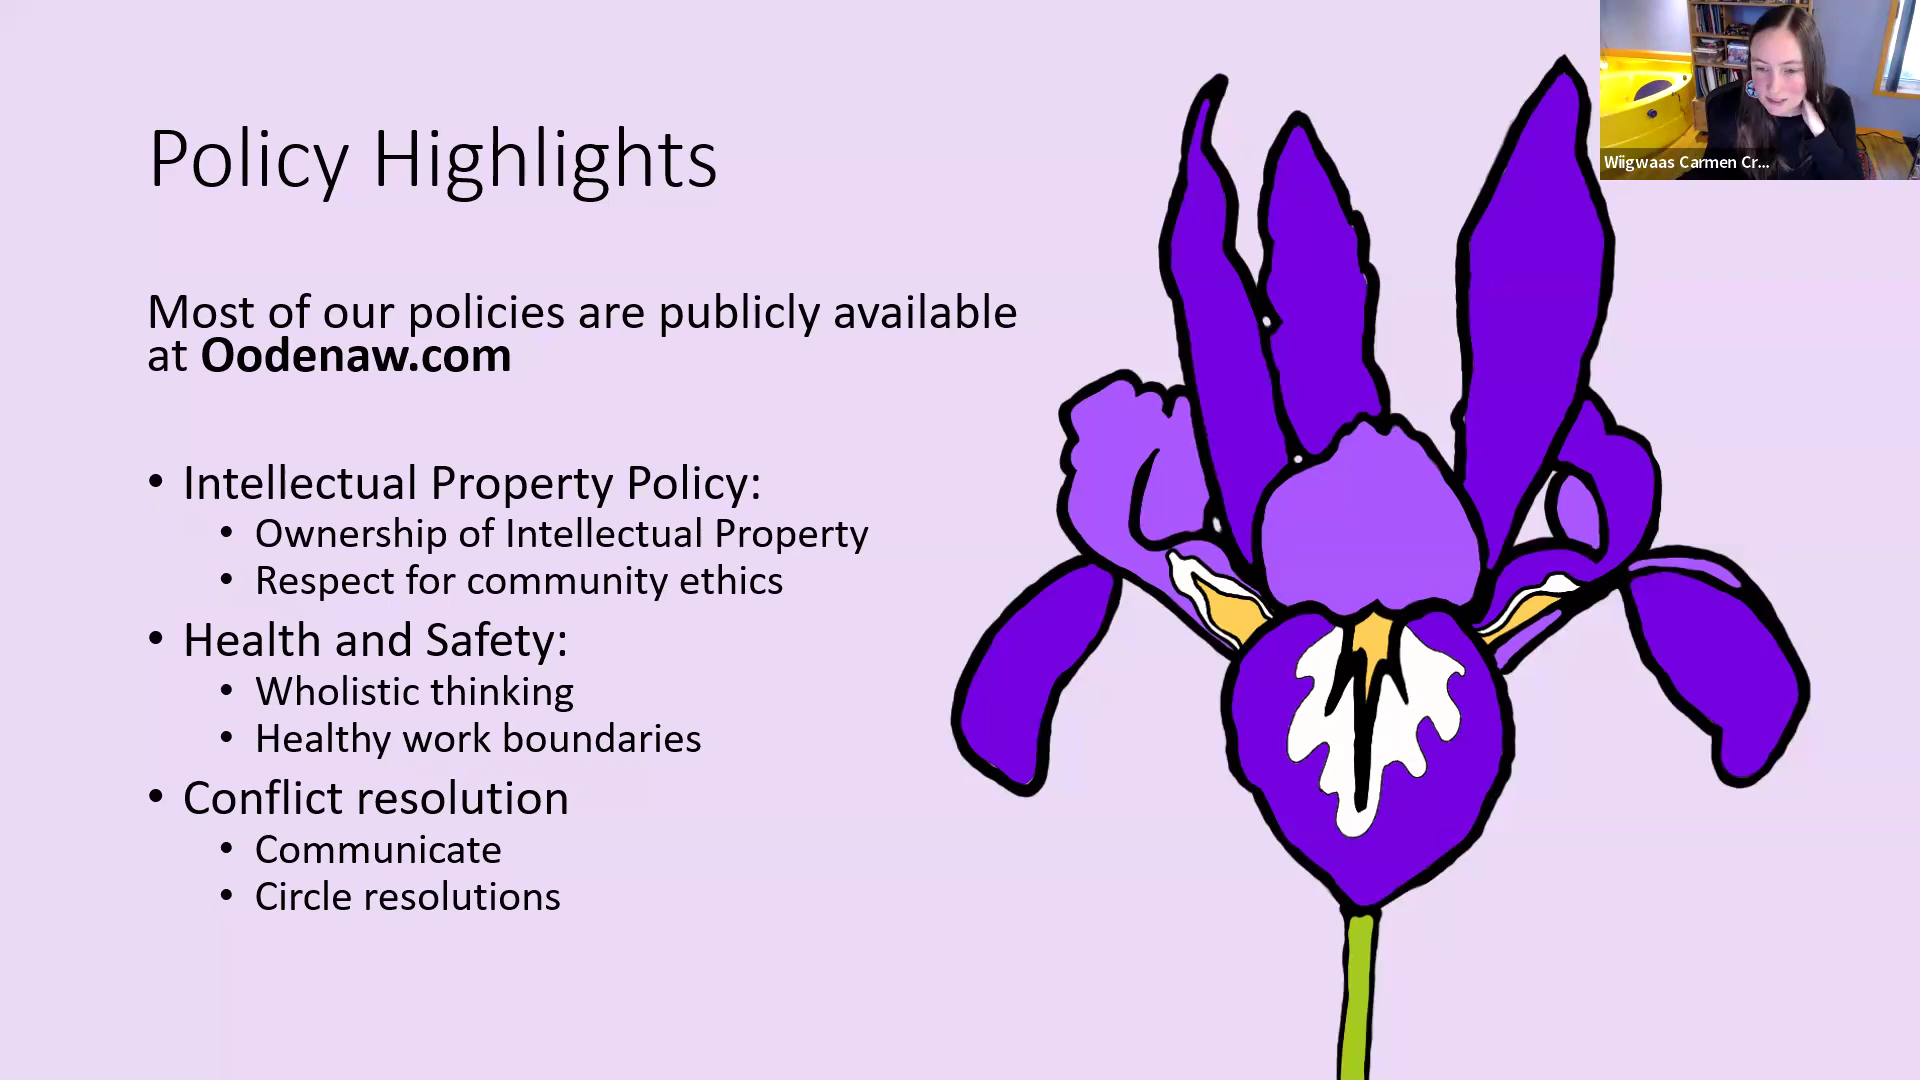 Policy Highlights
Wiigwaas Carmen Cr...
Most of our policies are publicly available
at Oodenaw.com
• Intellectual Property Policy:
• Ownership of Intellectual Property
• Respect for community ethics
• Health and Safety:
• Wholistic thinking
• Healthy work boundaries
• Conflict resolution
• Communicate
• Circle resolutions